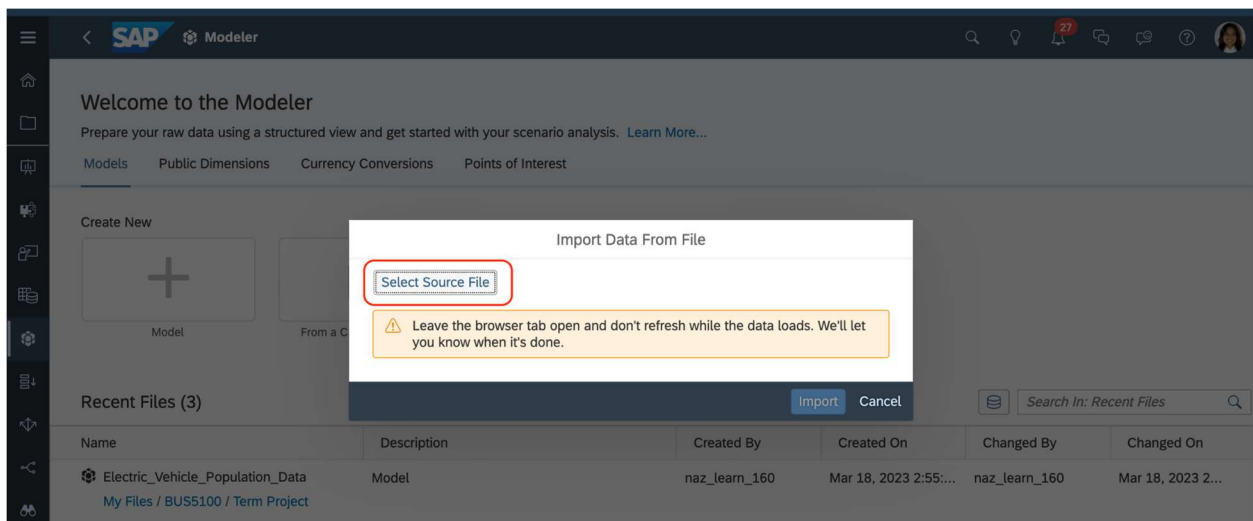 SAP Modeler
27
Welcome to the Modeler
Prepare your raw data using a structured view and get started with your scenario analysis. Learn More...
Models Public Dimensions Currency Conversions Points of Interest
Create New
Import Data From File
Select Source File
Leave the browser tab open and don't refresh while the data loads. We'll let
you know when it's done.
Model From a C
Import Cancel
Recent Files (3) Search In: Recent Files
Name Description Created By Created On Changed By Changed On
Electric_Vehicle_Population_Data Model naz_learn_160 Mar 18, 2023 2:55:... naz_learn_160 Mar 18, 2023 2...
My Files / BUS5100 / Term Project